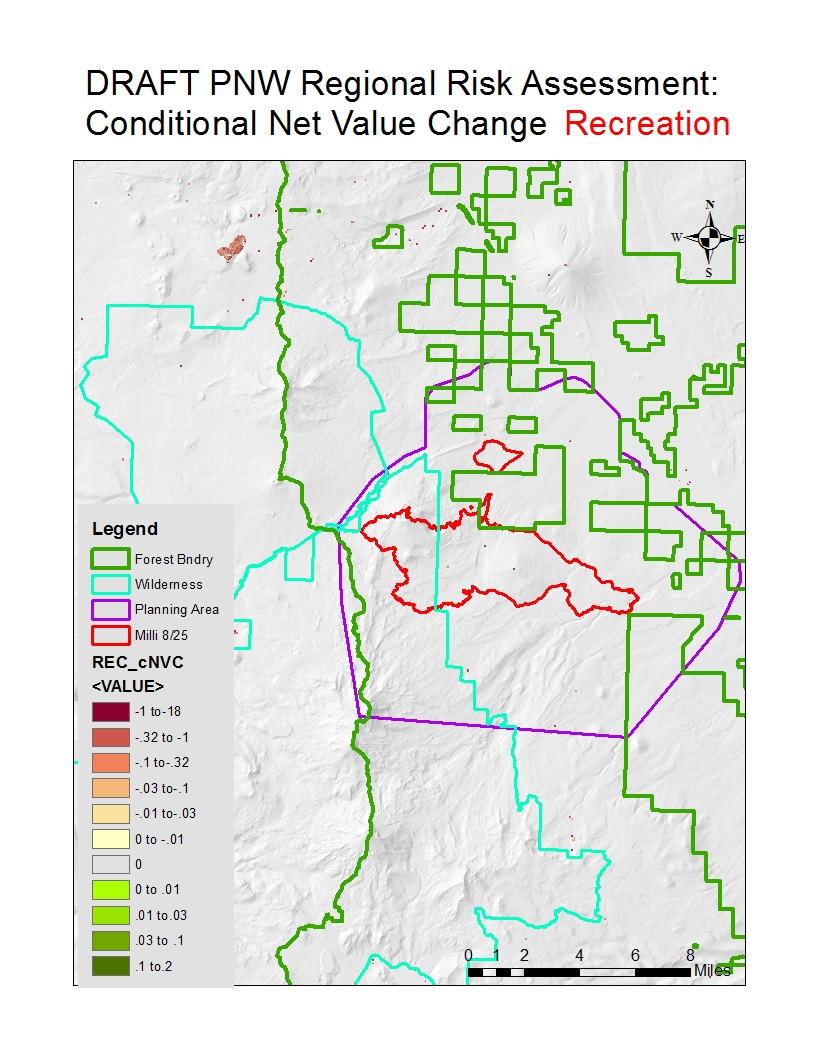 DRAFT PNW Regional Risk Assessment:
Conditional Net Value Change Recreation
N
W E
S
Legend
Forest Bndry
Wilderness
Planning Area
Milli 8/25
REC_cNVC
<VALUE>
-1 to-18
-.32 to -1
-.1 to-.32
-.03 to-.1
-.01 to-.03
0 to -.01
0
0 to .01
.01 to.03
.03 to .1
.1 to.2
0 1 2 4 6 8
Miles